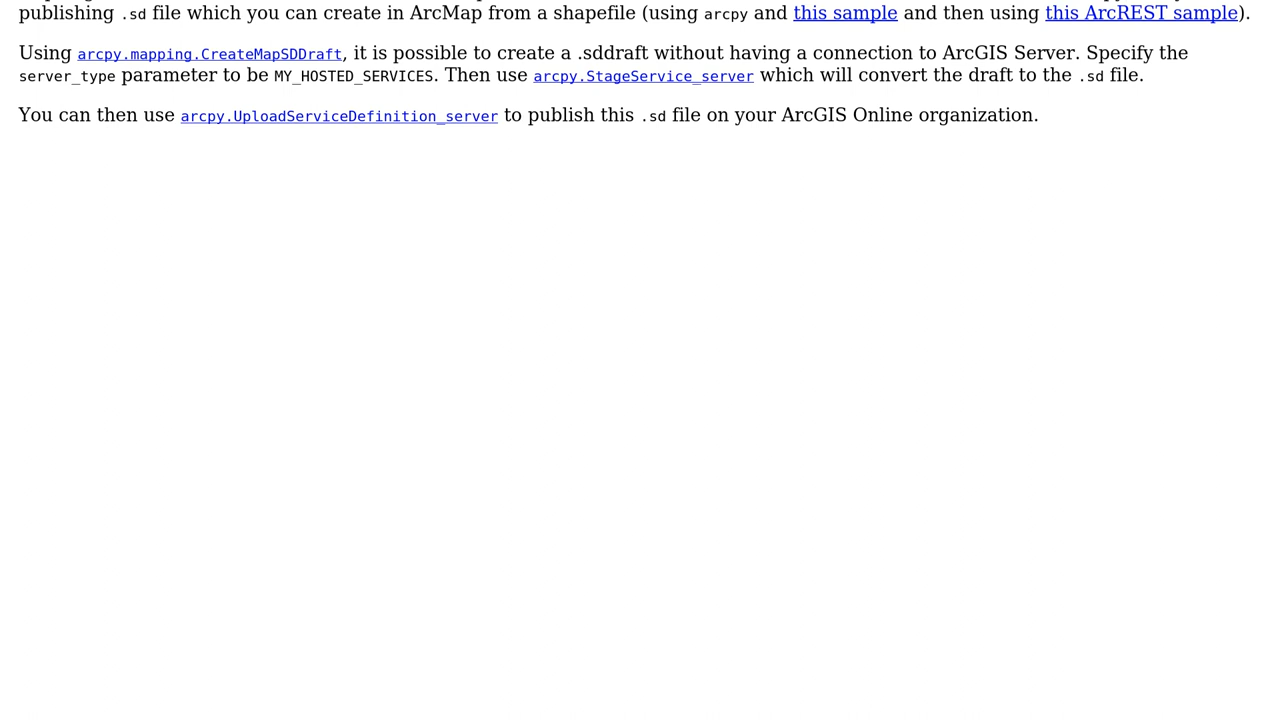 publishing .sd file which you can create in ArcMap from a shapefile (using arcpy and this sample and then using this ArcREST sample).
Using arcpy.mapping.CreateMapSDDraft, it is possible to create a .sddraft without having a connection to ArcGIS Server. Specify the
server_type parameter to be MY_HOSTED_SERVICES. Then use arcpy.StageService_server which will convert the draft to the .sd file.
You can then use arcpy.UploadServiceDefinition_server to publish this .sd file on your ArcGIS Online organization.